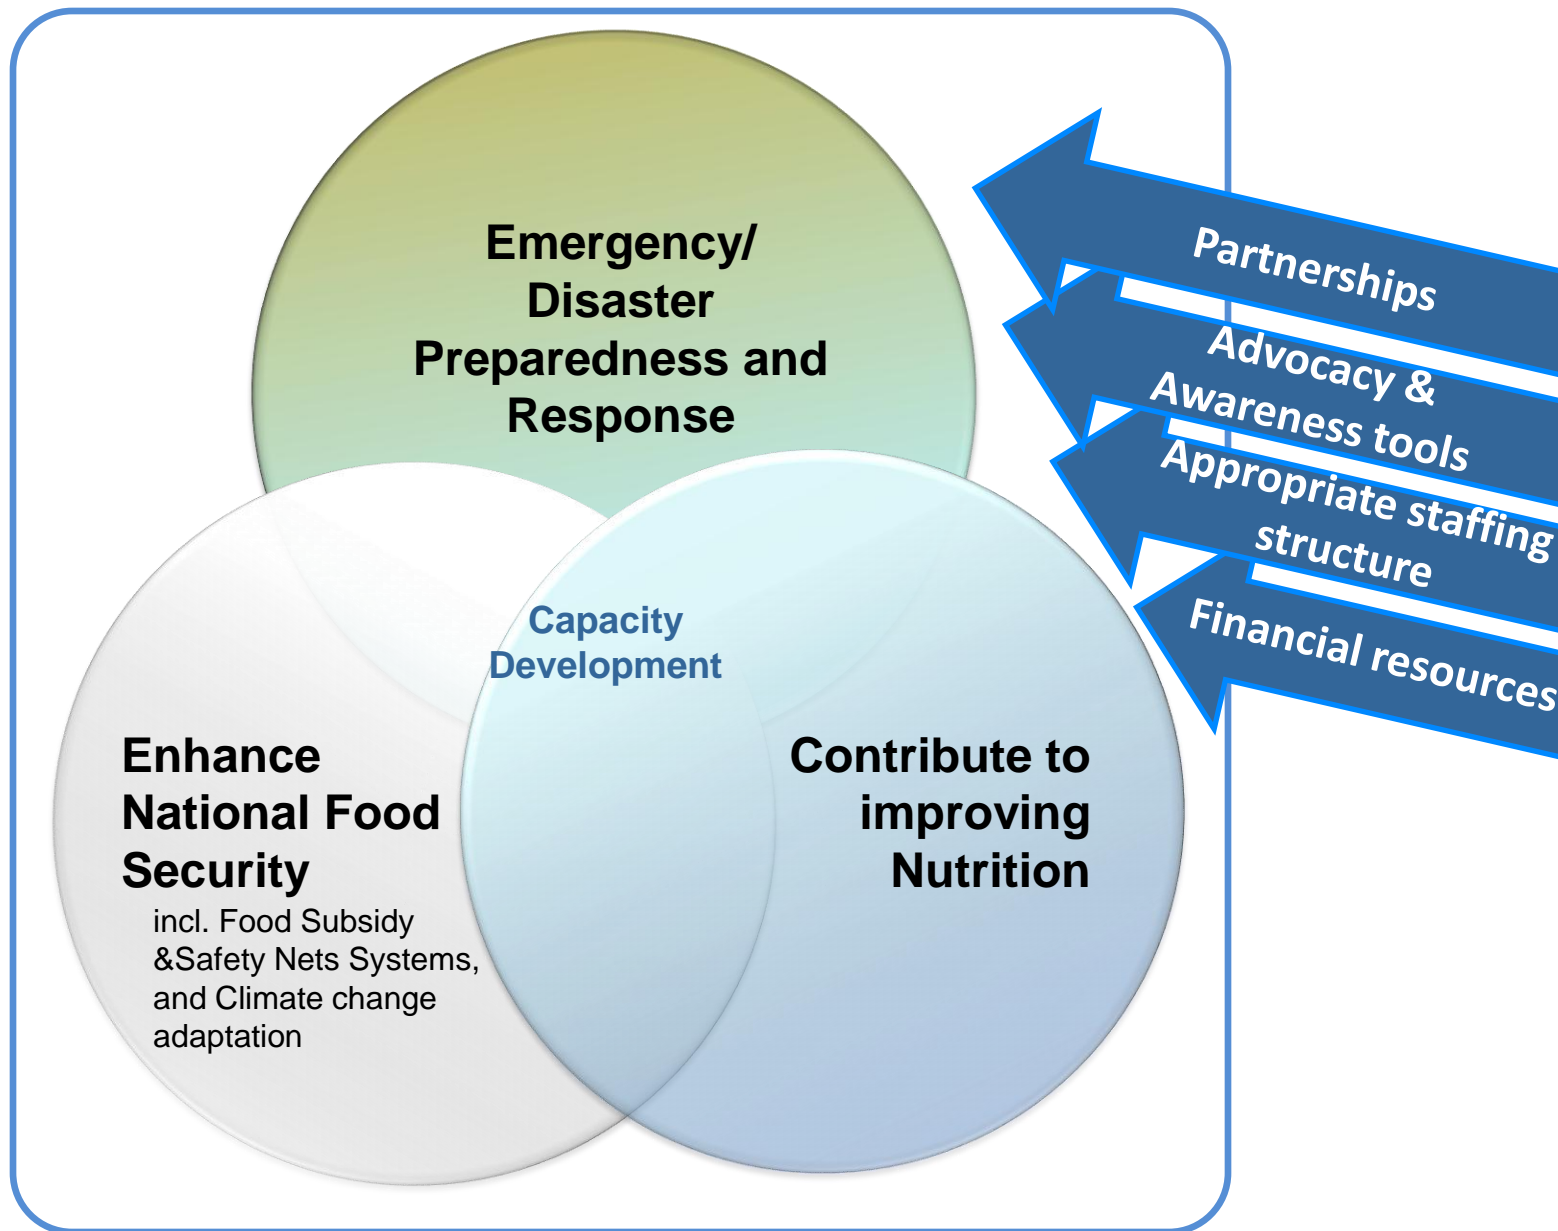 Emergency/
Disaster
Preparedness and
Response
Capacity
Development
Enhance
National Food
Security
incl. Food Subsidy
&Safety Nets Systems,
and Climate change
adaptation
Contribute to
improving
Nutrition
Partnerships
Advocacy &
Awareness tools
Appropriate staffing
structure
Financial resources